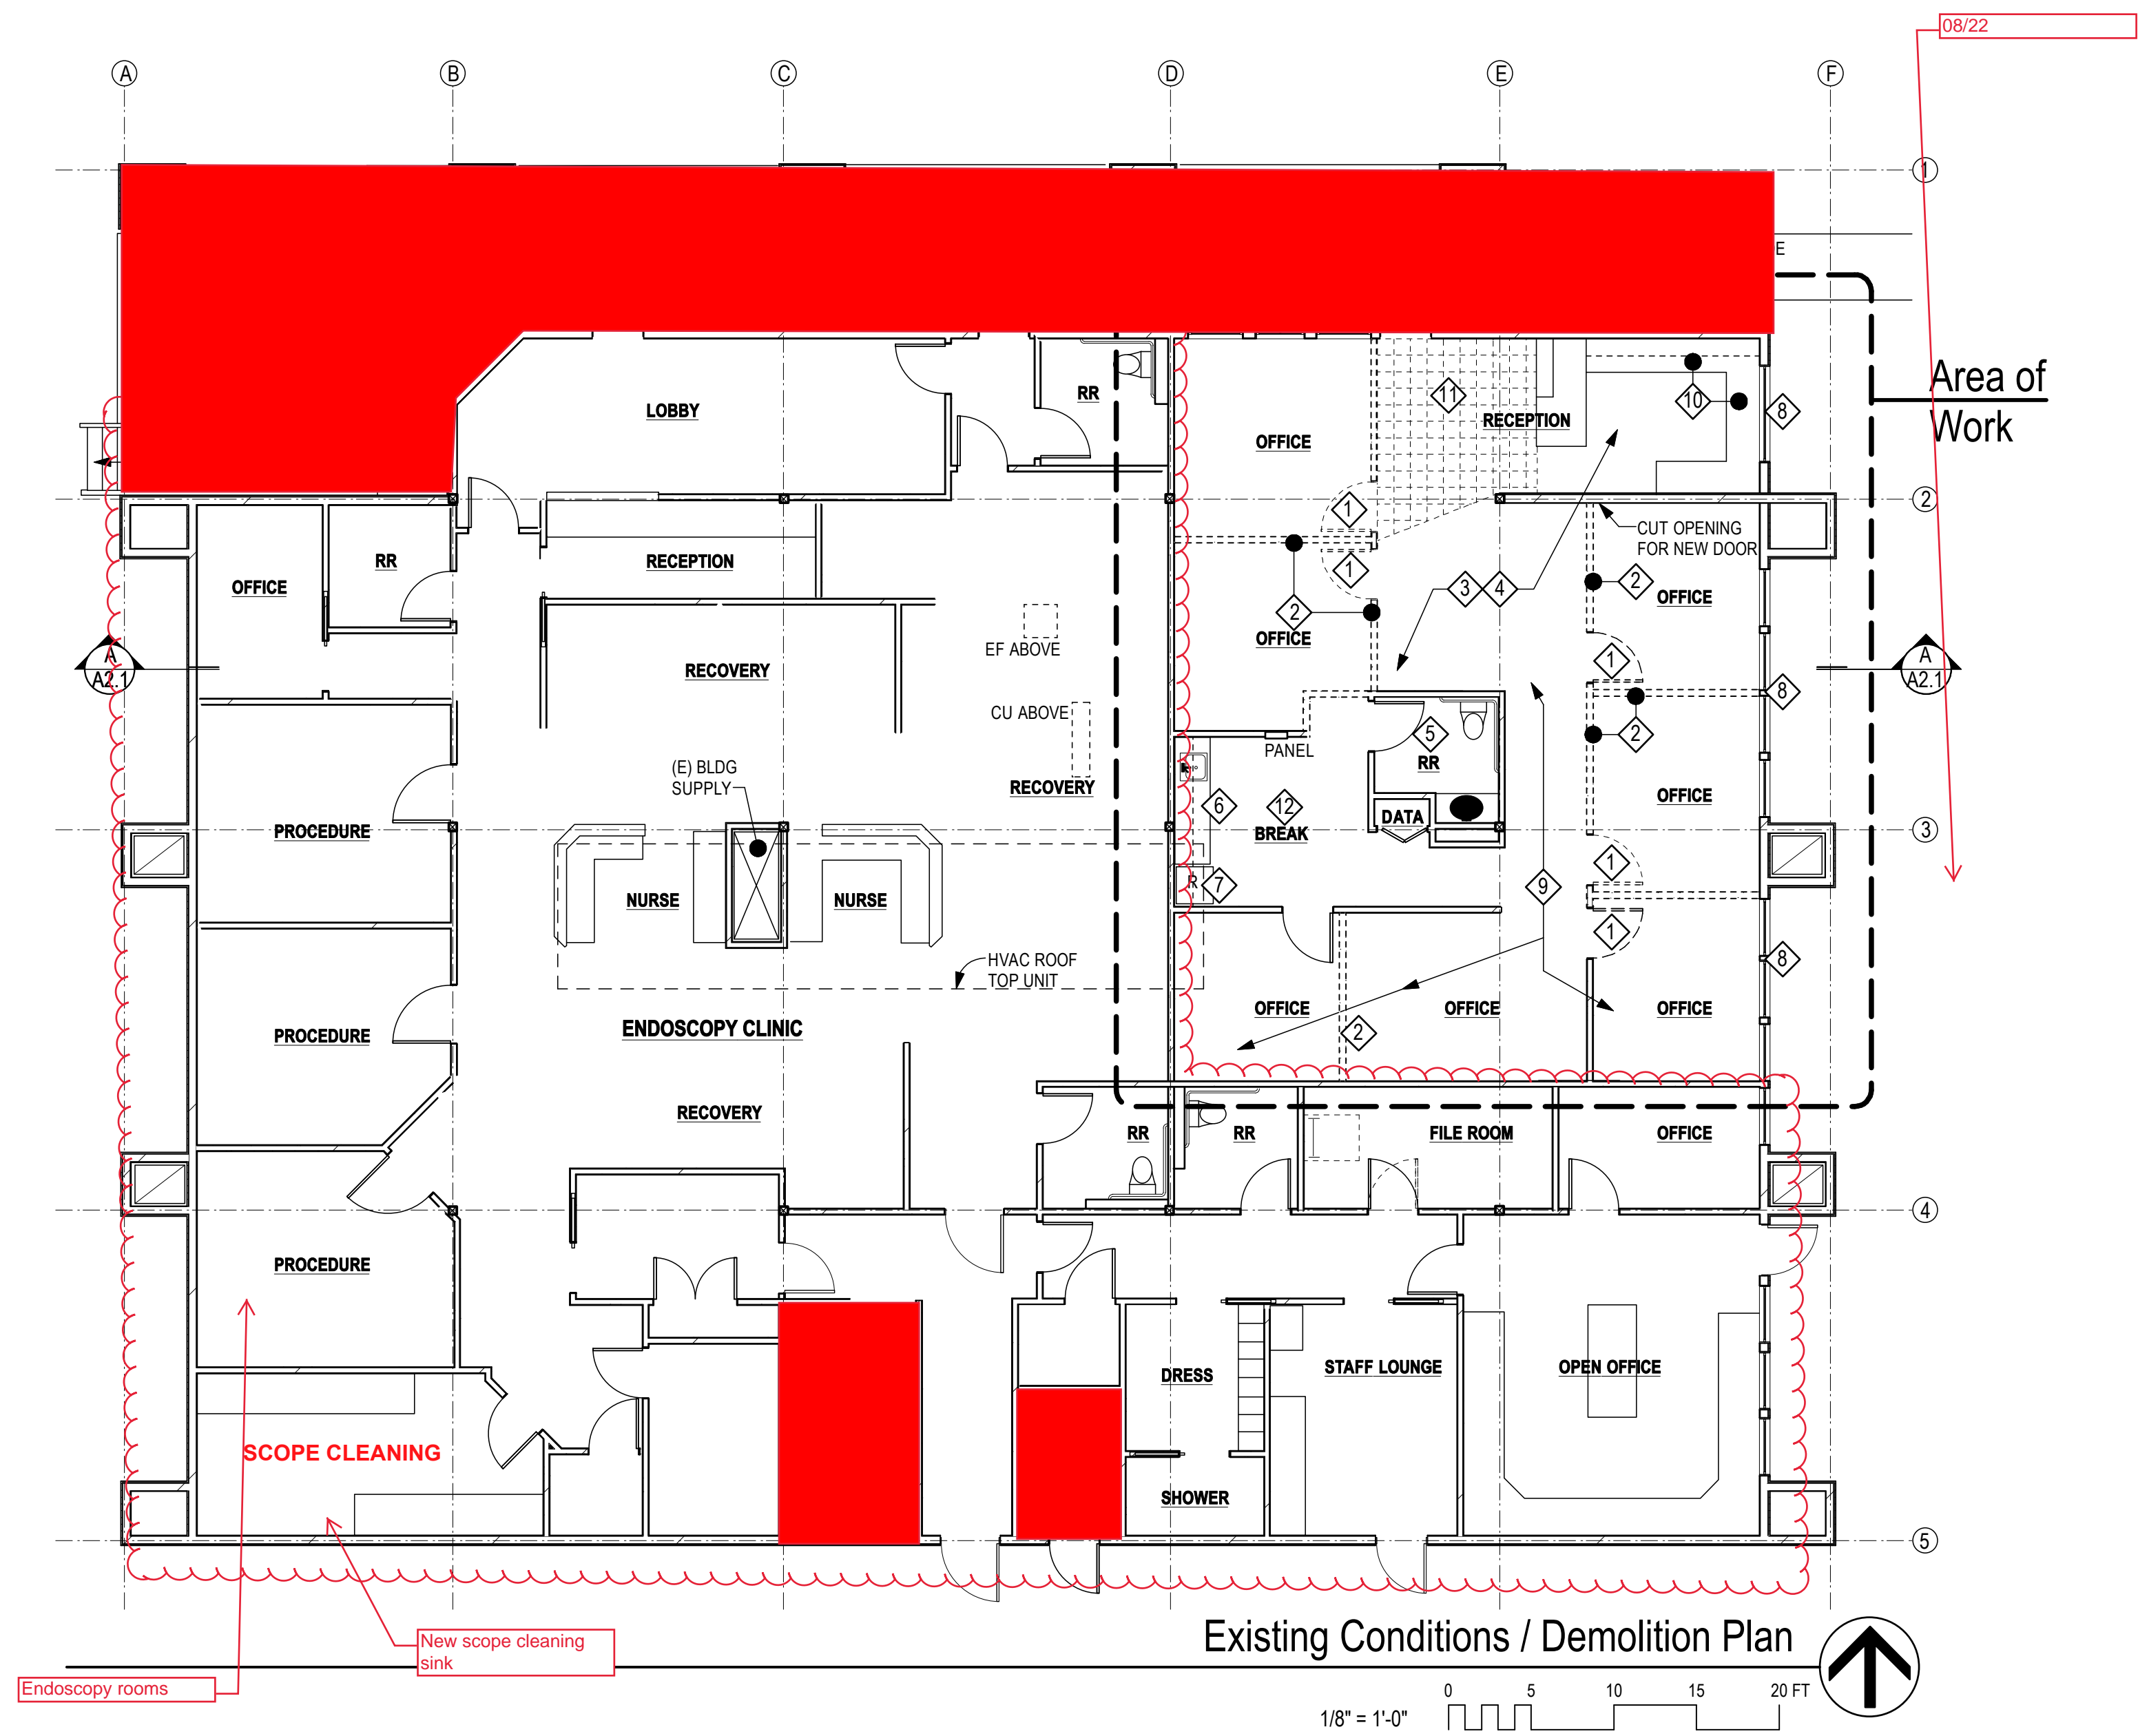 08/22
A B C D E F
1
E
Area of
Work
LOBBY
RR
OFFICE
11
RECEPTION
10
8
2
1
CUT OPENING
FOR NEW DOOR
OFFICE
RR
RECEPTION
1
3 4
2
OFFICE
2
OFFICE
EF ABOVE
A
A2.1
RECOVERY
1
8
A
A2.1
CU ABOVE
PANEL
5
RR
2
(E) BLDG
SUPPLY
RECOVERY
6
12
BREAK
DATA
OFFICE
PROCEDURE
3
NURSE
NURSE
R
7
9
1
1
HVAC ROOF
TOP UNIT
8
PROCEDURE
ENDOSCOPY CLINIC
OFFICE
2
OFFICE
OFFICE
RECOVERY
RR
RR
FILE ROOM
OFFICE
4
PROCEDURE
DRESS
STAFF LOUNGE
OPEN OFFICE
SCOPE CLEANING
SHOWER
5
New scope cleaning
sink
Endoscopy rooms
Existing Conditions / Demolition Plan
0 5 10 15 20 FT
1/8" = 1'-0"